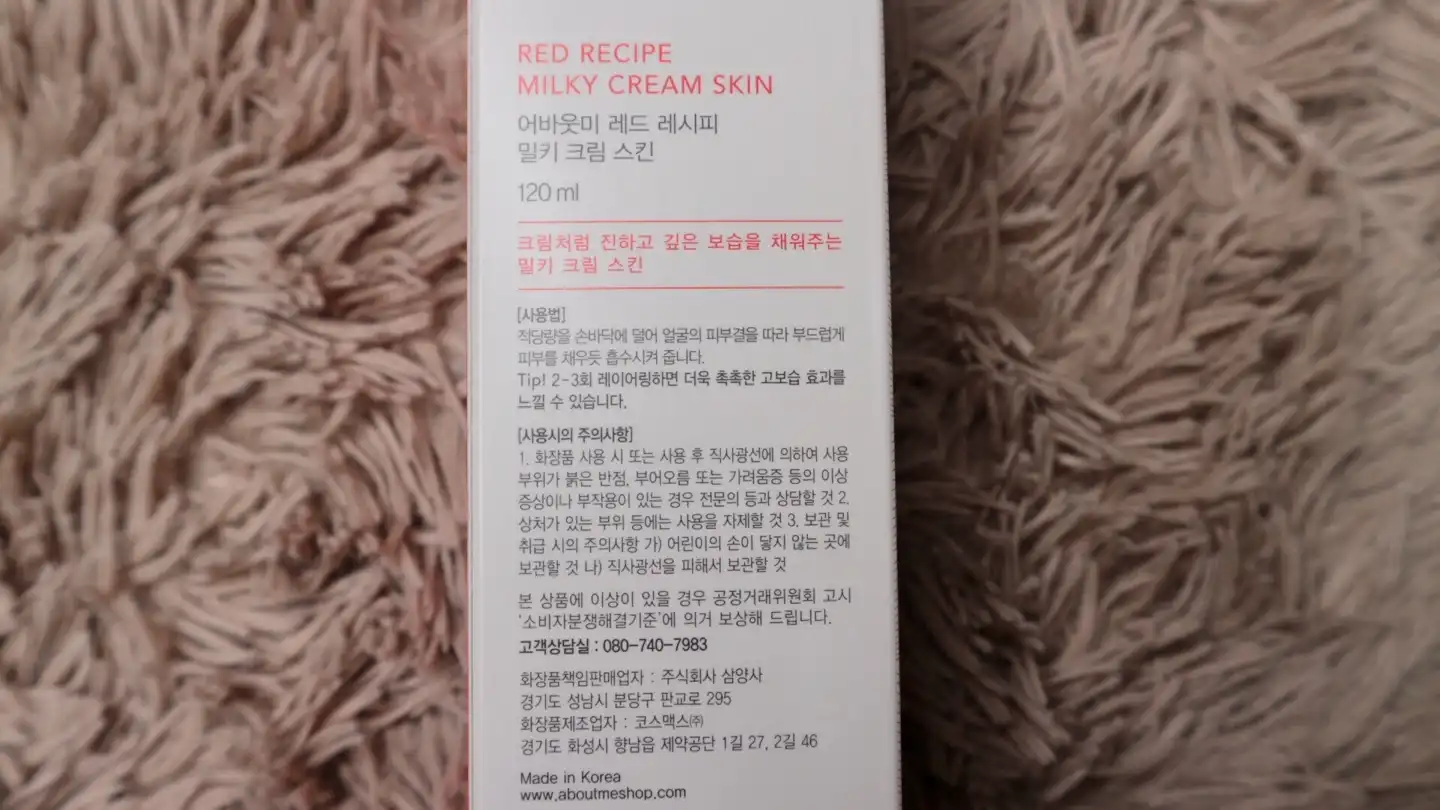 RED RECIPE
MILKY CREAM SKIN
어바웃미 레드 레시피
밀키 크림 스킨
120 ml
크림처럼 진하고 깊은 보습을 채워주는
밀키 크림 스킨
[사용법]
적당량을 손바닥에 덜어 얼굴의 피부결을 따라 부드럽게
피부를 채우듯 흡수시켜 줍니다.
Tip! 2-3회 레이어링하면 더욱 촉촉한 고보습 효과를
느낄 수 있습니다.
[사용시의 주의사항]
1. 화장품 사용 시 또는 사용 후 직사광선에 의하여 사용
부위가 붉은 반점, 부어오름 또는 가려움증 등의 이상
증상이나 부작용이 있는 경우 전문의 등과 상담할 것 2.
상처가 있는 부위 등에는 사용을 자제할 것 3. 보관 및
취급 시의 주의사항 가) 어린이의 손이 닿지 않는 곳에
보관할 것 나) 직사광선을 피해서 보관할 것
본 상품에 이상이 있을 경우 공정거래위원회 고시
'소비자분쟁해결기준'에 의거 보상해 드립니다.
고객상담실 : 080-740-7983
화장품책임판매업자 : 주식회사 삼양사
경기도 성남시 분당구 판교로 295
화장품제조업자 : 코스맥스㈜
경기도 화성시 향남읍 제약공단 1길 27, 2길 46
Made in Korea
www.aboutmeshop.com